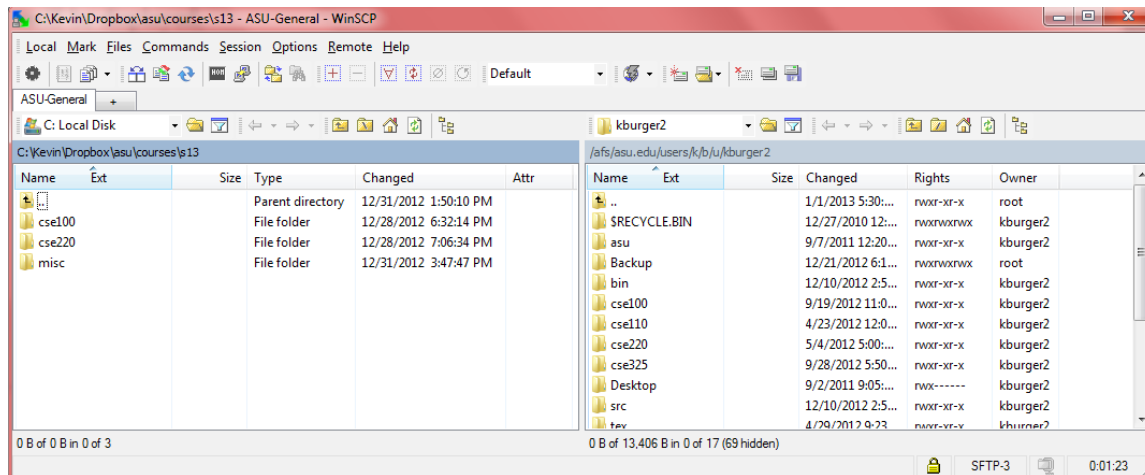 C:\Kevin\Dropbox\asu\courses\s13 - ASU-General - WinSCP
Local Mark Files Commands Session Options Remote Help
Default
ASU-General +
C: Local Disk
kburger2
C:\Kevin\Dropbox\asu\courses\s13
/afs/asu.edu/users/k/b/u/kburger2
Name Ext Size Type Changed Attr
.. Parent directory 12/31/2012 1:50:10 PM
cse100 File folder 12/28/2012 6:32:14 PM
cse220 File folder 12/28/2012 7:06:34 PM
misc File folder 12/31/2012 3:47:47 PM
Name Ext Size Changed Rights Owner
.. 1/1/2013 5:30:... rwxr-xr-x root
$RECYCLE.BIN 12/27/2010 12:... rwxrwxrwx kburger2
asu 9/7/2011 12:20... rwxr-xr-x kburger2
Backup 12/21/2012 6:1... rwxrwxrwx root
bin 12/10/2012 2:5... rwxr-xr-x kburger2
cse100 9/19/2012 11:0... rwxr-xr-x kburger2
cse110 4/23/2012 12:0... rwxr-xr-x kburger2
cse220 5/4/2012 5:00:... rwxr-xr-x kburger2
cse325 9/28/2012 5:50... rwxr-xr-x kburger2
Desktop 9/2/2011 9:05:... rwx------ kburger2
src 12/10/2012 2:5... rwxr-xr-x kburger2
tex 4/29/2012 9:23 rwxr-xr-x kburger2
0 B of 0 B in 0 of 3
0 B of 13,406 B in 0 of 17 (69 hidden)
SFTP-3 0:01:23